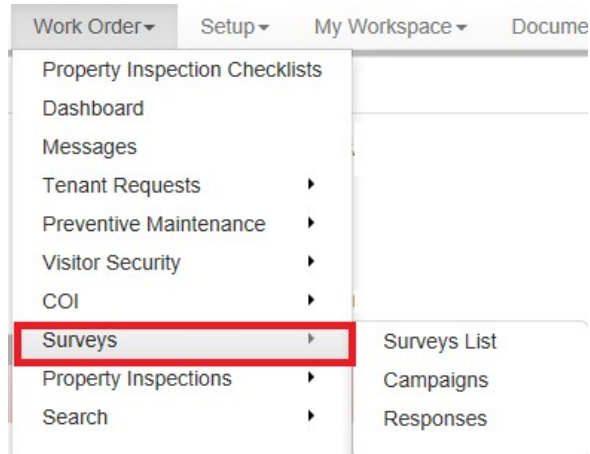 Work Order Setup My Workspace Docume
Property Inspection Checklists
Dashboard
Messages
Tenant Requests
Preventive Maintenance
Visitor Security
COI
Surveys Surveys List
Property Inspections Campaigns
Search Responses